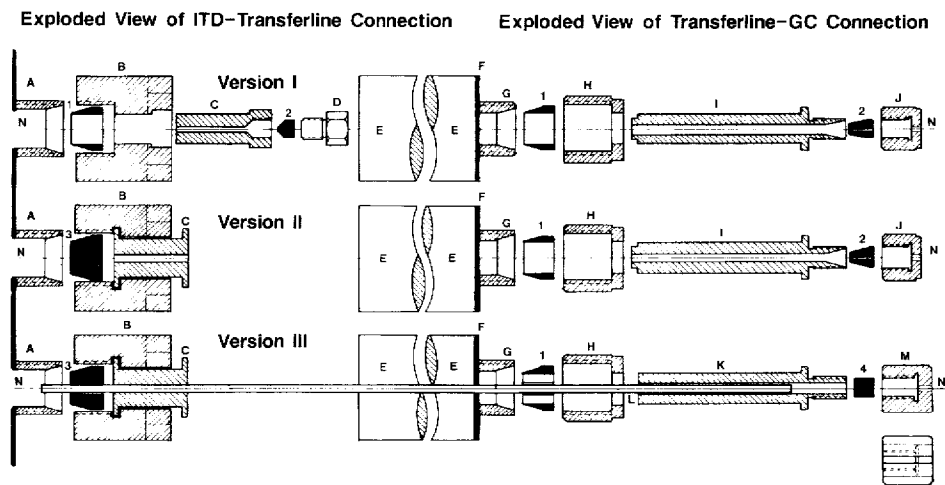 Exploded View of ITD-Transferline Connection
Exploded View of Transferline-GC Connection
A B Version I F
1 C 2 D G 1 H I 2 J
N E E N
A B Version II F
3 C G 1 H I 2 J
N E E N
A B Version III F
3 C G 1 H K 4 M
N E E L N